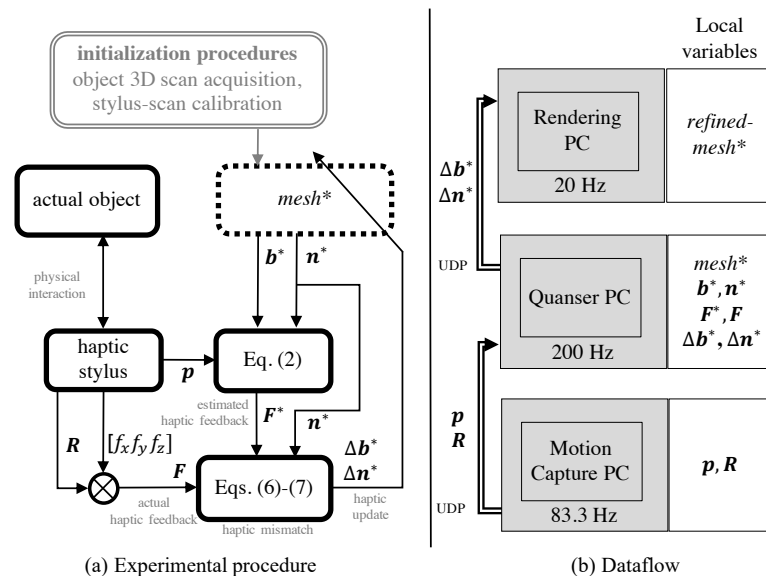 initialization procedures
object 3D scan acquisition,
stylus-scan calibration
actual object
mesh*
physical
interaction
b* n*
haptic
stylus
p
Eq. (2)
estimated
haptic feedback
F* n*
R
[fx fy fz]
F
actual
haptic feedback
Eqs. (6)-(7)
haptic mismatch
Δb*
Δn*
haptic
update
(a) Experimental procedure
Local
variables
Rendering
PC
20 Hz
refined-
mesh*
Δb*
Δn*
UDP
Quanser PC
200 Hz
mesh*
b*, n*
F*, F
Δb*, Δn*
p
R
UDP
Motion
Capture PC
83.3 Hz
p, R
(b) Dataflow